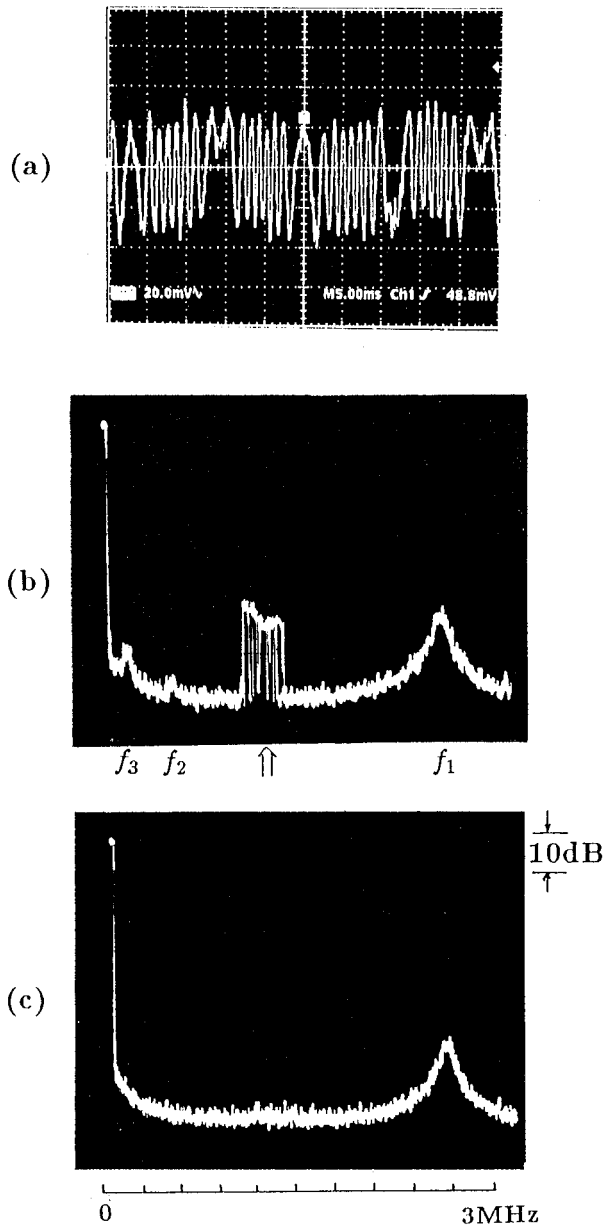 (a)
20.0mV∿ M5.00ms Ch1 ƒ 48.8mV
(b)
f₃ f₂ ⇑ f₁
10dB
(c)
0 3MHz